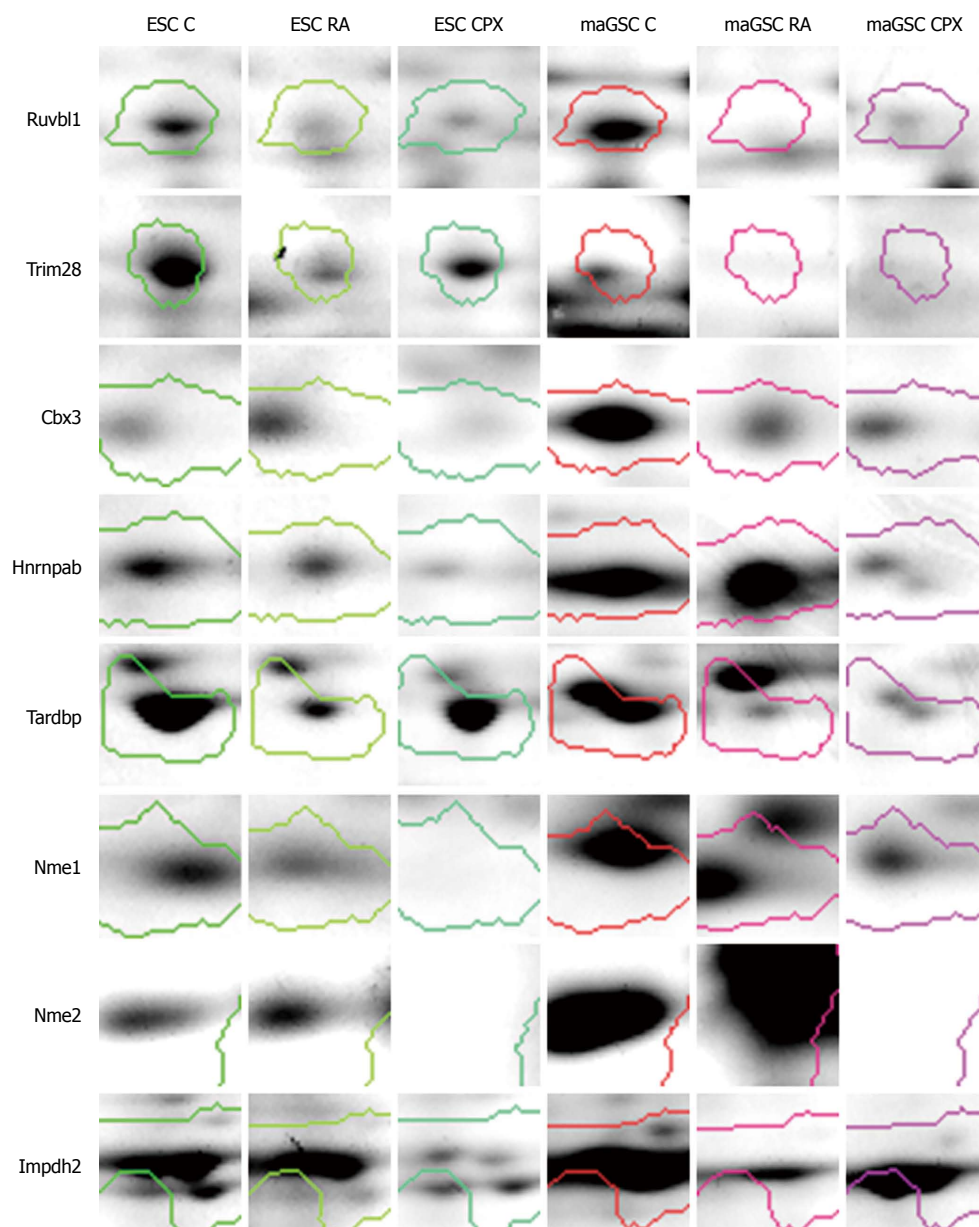 ESC C ESC RA ESC CPX maGSC C maGSC RA maGSC CPX
Ruvbl1
Trim28
Cbx3
Hnrnpab
Tardbp
Nme1
Nme2
Impdh2